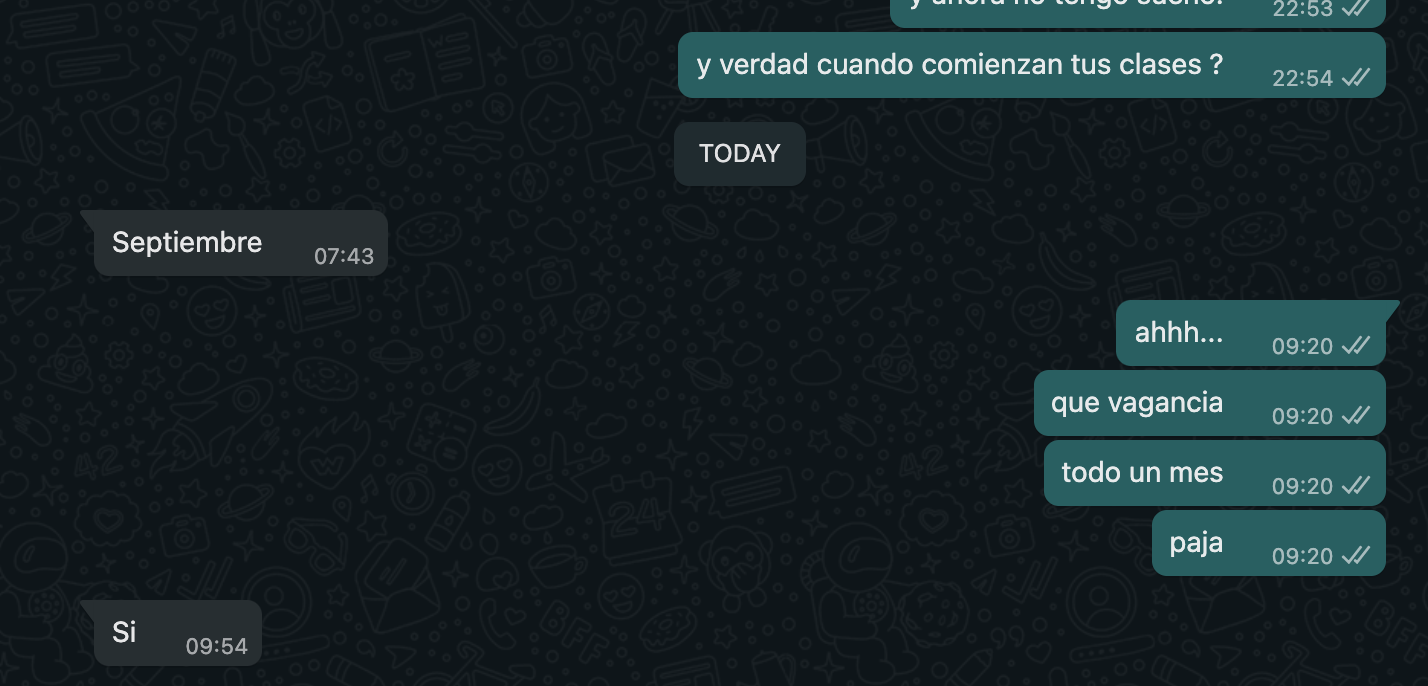 y ahora no tengo sueño!
22:53
y verdad cuando comienzan tus clases ?
22:54
TODAY
Septiembre
07:43
ahhh...
09:20
que vagancia
09:20
todo un mes
09:20
paja
09:20
Si
09:54